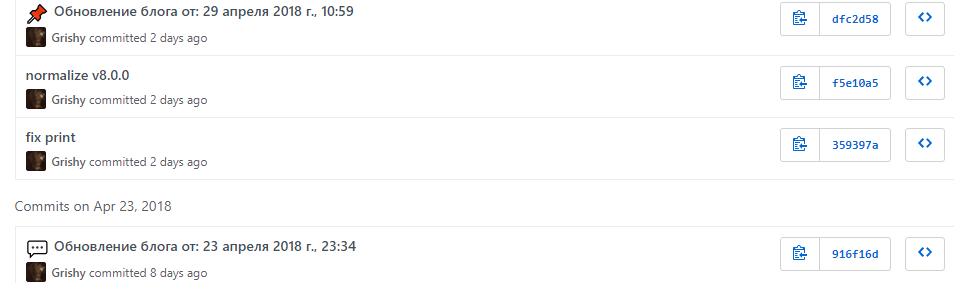 Обновление блога от: 29 апреля 2018 г., 10:59
Grishy committed 2 days ago
dfc2d58
normalize v8.0.0
Grishy committed 2 days ago
f5e10a5
fix print
Grishy committed 2 days ago
359397a
Commits on Apr 23, 2018
Обновление блога от: 23 апреля 2018 г., 23:34
Grishy committed 8 days ago
916f16d